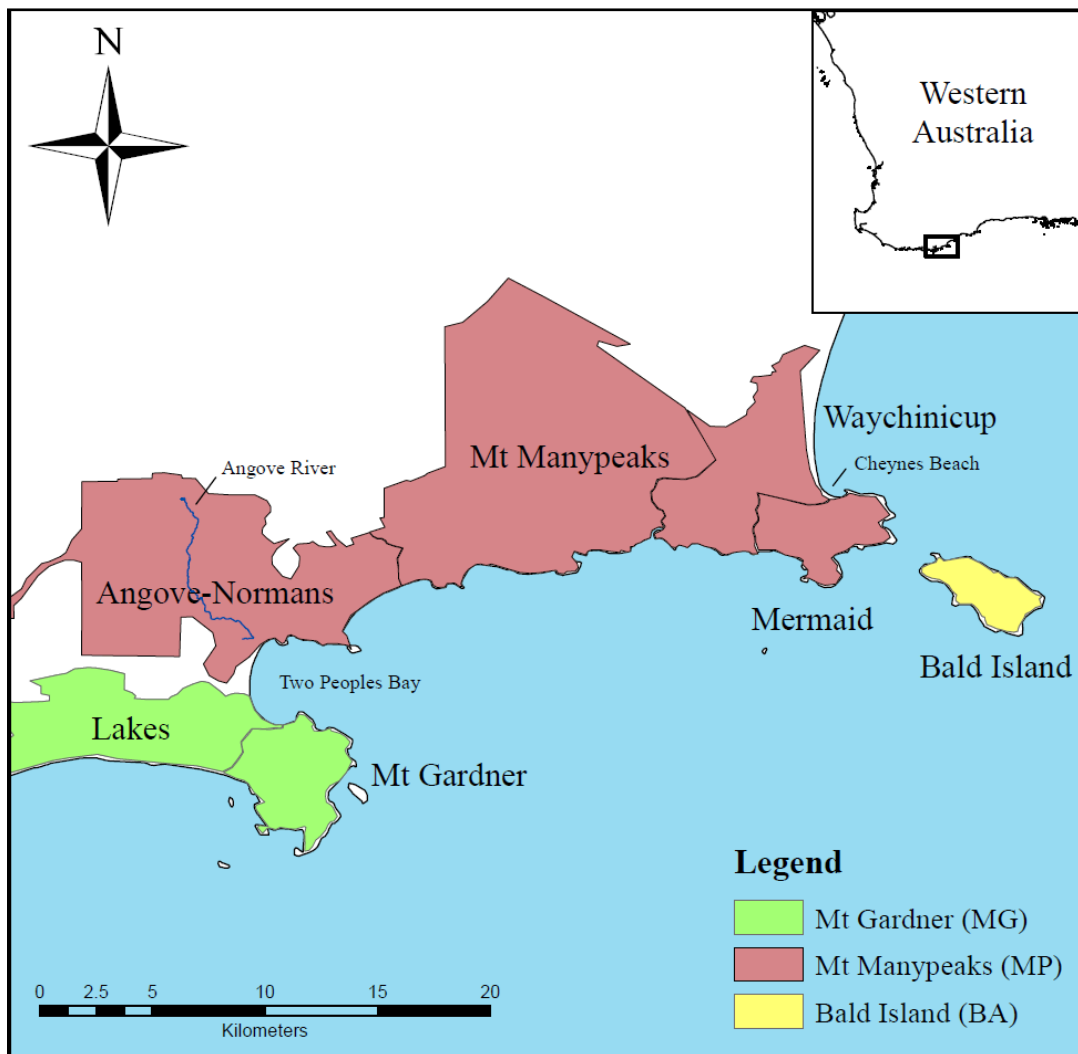 N
Western
Australia
Waychinicup
Mt Manypeaks
Angove River
Cheynes Beach
Angove-Normans
Mermaid
Bald Island
Two Peoples Bay
Lakes
Mt Gardner
Legend
Mt Gardner (MG)
Mt Manypeaks (MP)
Bald Island (BA)
0 2.5 5 10 15 20
Kilometers